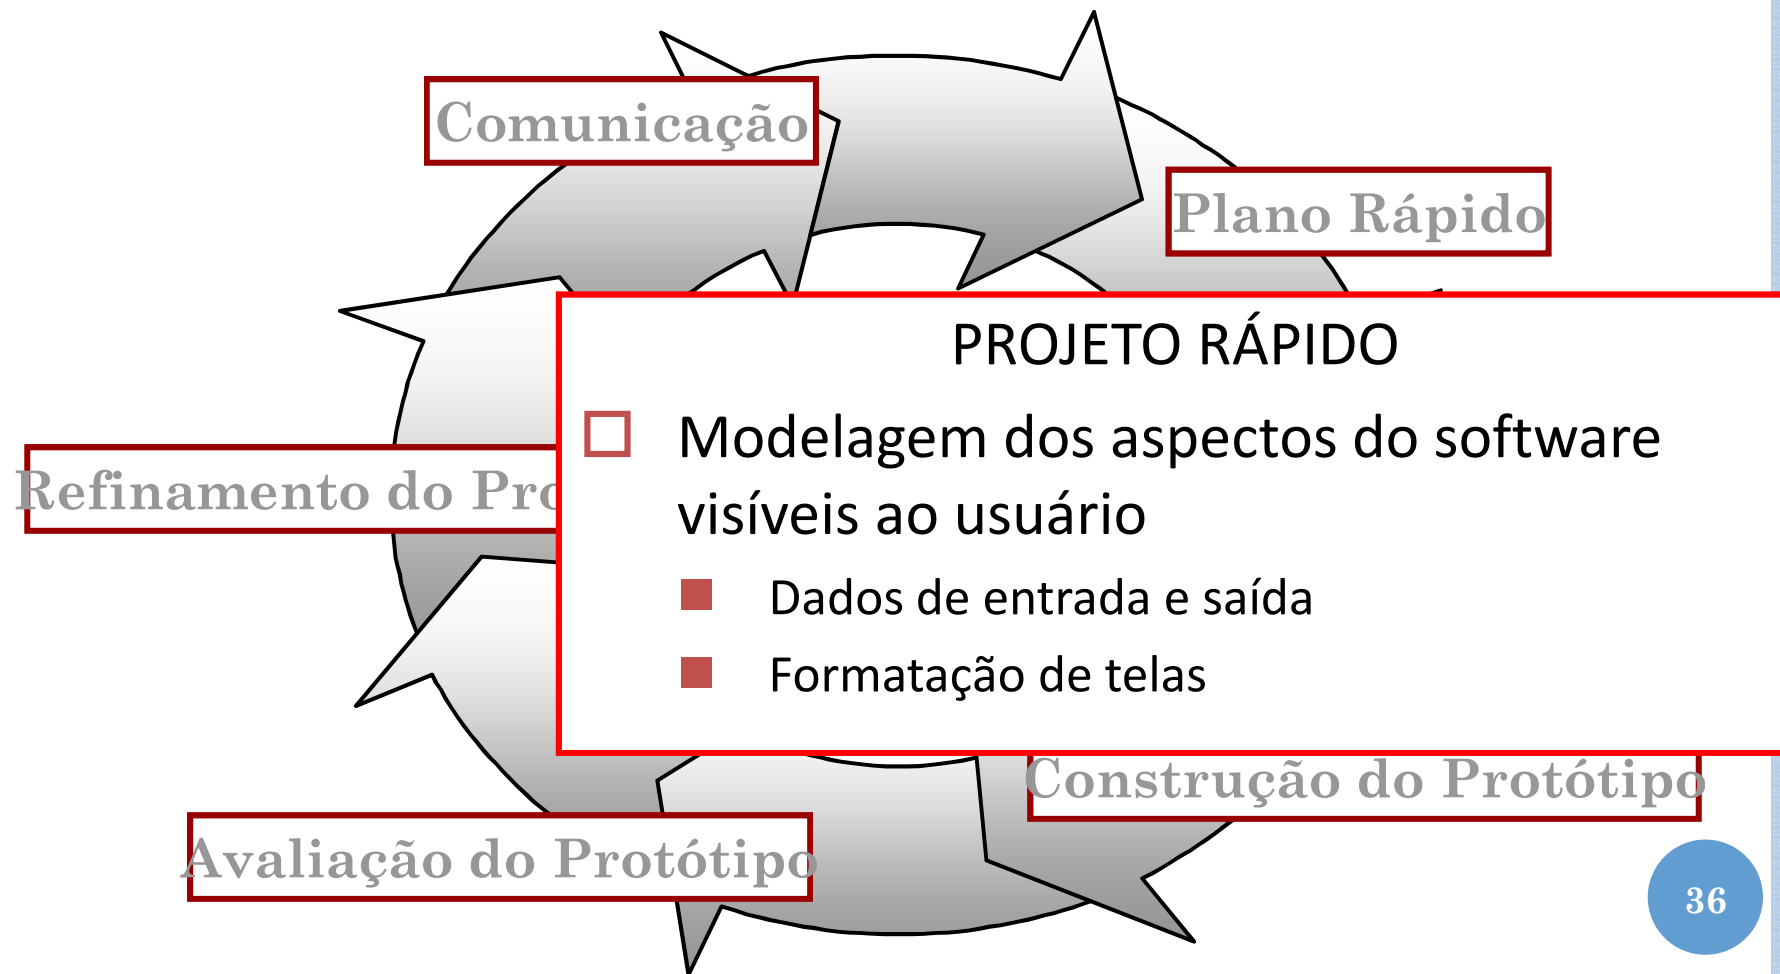 Comunicação
Plano Rápido
PROJETO RÁPIDO
Modelagem dos aspectos do software
visíveis ao usuário
Dados de entrada e saída
Formatação de telas
Refinamento do
Construção do Protótipo
Avaliação do Protótipo
36